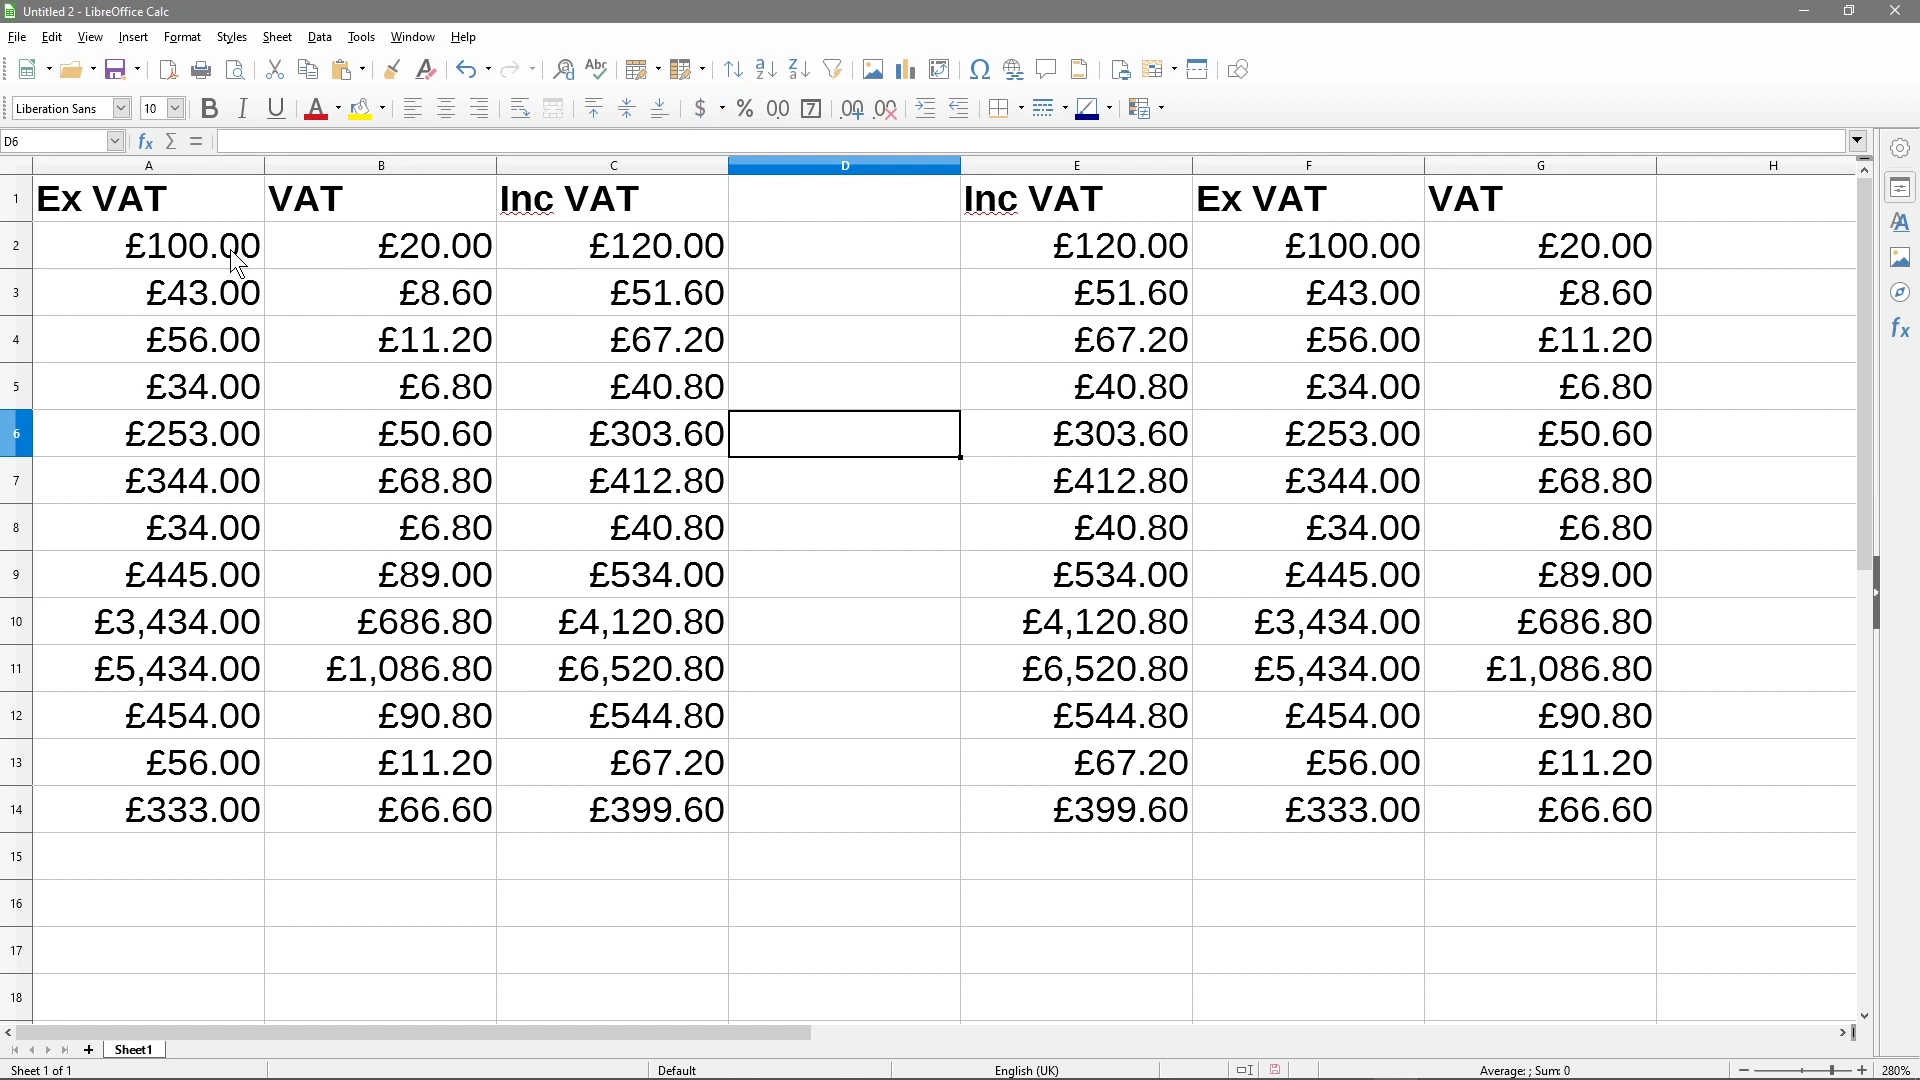 Untitled 2 - LibreOffice Calc
File Edit View Insert Format Styles Sheet Data Tools Window Help
Liberation Sans 10
D6
A B C D E F G H
1 Ex VAT VAT Inc VAT Inc VAT Ex VAT VAT
2 £100.00 £20.00 £120.00 £120.00 £100.00 £20.00
3 £43.00 £8.60 £51.60 £51.60 £43.00 £8.60
4 £56.00 £11.20 £67.20 £67.20 £56.00 £11.20
5 £34.00 £6.80 £40.80 £40.80 £34.00 £6.80
6 £253.00 £50.60 £303.60 £303.60 £253.00 £50.60
7 £344.00 £68.80 £412.80 £412.80 £344.00 £68.80
8 £34.00 £6.80 £40.80 £40.80 £34.00 £6.80
9 £445.00 £89.00 £534.00 £534.00 £445.00 £89.00
10 £3,434.00 £686.80 £4,120.80 £4,120.80 £3,434.00 £686.80
11 £5,434.00 £1,086.80 £6,520.80 £6,520.80 £5,434.00 £1,086.80
12 £454.00 £90.80 £544.80 £544.80 £454.00 £90.80
13 £56.00 £11.20 £67.20 £67.20 £56.00 £11.20
14 £333.00 £66.60 £399.60 £399.60 £333.00 £66.60
15
16
17
18
Sheet1
Sheet 1 of 1 Default English (UK) Average: ; Sum: 0 280%